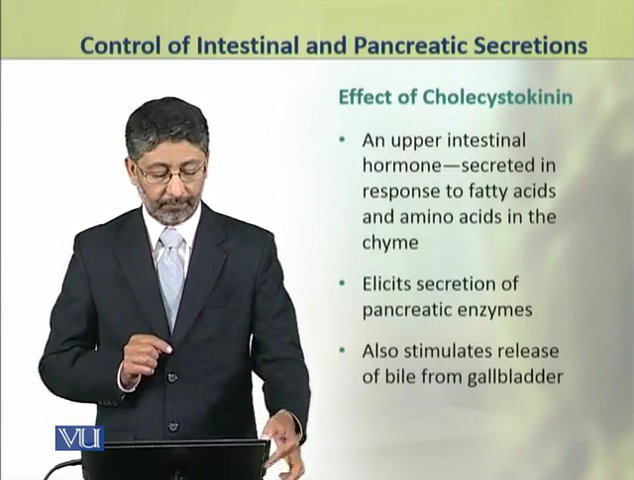 Control of Intestinal and Pancreatic Secretions
Effect of Cholecystokinin
• An upper intestinal
hormone—secreted in
response to fatty acids
and amino acids in the
chyme
• Elicits secretion of
pancreatic enzymes
• Also stimulates release
of bile from gallbladder
VU